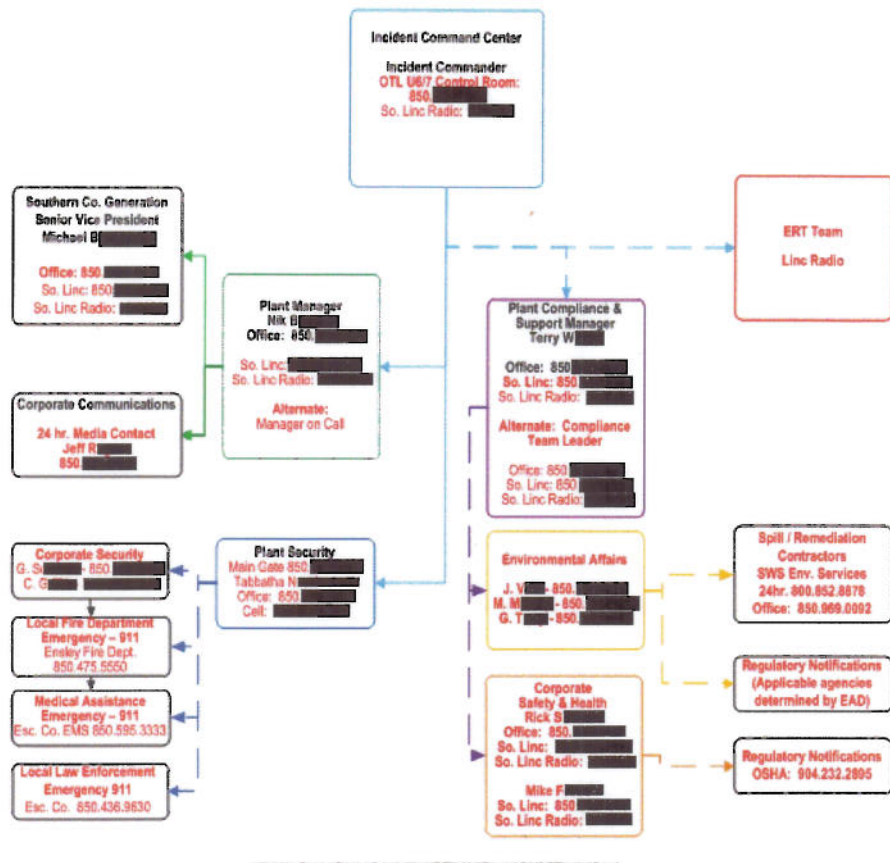 Incident Command Center
Incident Commander
OTL U6/7 Control Room:
850.
So. Linc Radio:
Southern Co. Generation
Senior Vice President
Michael B
Office: 850.
So. Linc: 850.
So. Linc Radio:
ERT Team
Linc Radio
Plant Manager
Nik B
Office: 850.
So. Linc:
So. Linc Radio:
Alternate:
Manager on Call
Plant Compliance &
Support Manager
Terry W
Office: 850
So. Linc: 850.
So. Linc Radio:
Alternate: Compliance
Team Leader
Office: 850.
So. Linc: 850.
So. Linc Radio:
Corporate Communications
24 hr. Media Contact
Jeff R
850.
Corporate Security
G. S - 850.
C. G
Plant Security
Main Gate 850.
Tabbatha N
Office: 850.
Cell:
Environmental Affairs
J. V - 850.
M. M - 850.
G. T - 850.
Spill / Remediation
Contractors
SWS Env. Services
24hr. 800.852.8878
Office: 850.969.0092
Local Fire Department
Emergency – 911
Ensley Fire Dept.
850.475.5550
Medical Assistance
Emergency – 911
Esc. Co. EMS 850.595.3333
Local Law Enforcement
Emergency 911
Esc. Co. 850.436.9630
Corporate
Safety & Health
Rick S
Office: 850.
So. Linc:
So. Linc Radio:
Mike F
So. Linc: 850
So. Linc Radio:
Regulatory Notifications
(Applicable agencies
determined by EAD)
Regulatory Notifications
OSHA: 904.232.2895